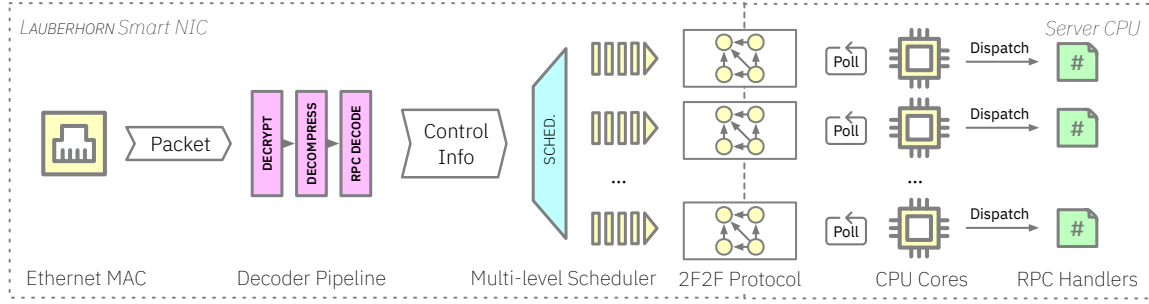 LAUBERHORN Smart NIC
Server CPU
Packet
DECRYPT
DECOMPRESS
RPC DECODE
Control
Info
SCHED.
...
Poll
Dispatch
#
Poll
Dispatch
#
...
Poll
Dispatch
#
Ethernet MAC
Decoder Pipeline
Multi-level Scheduler
2F2F Protocol
CPU Cores
RPC Handlers